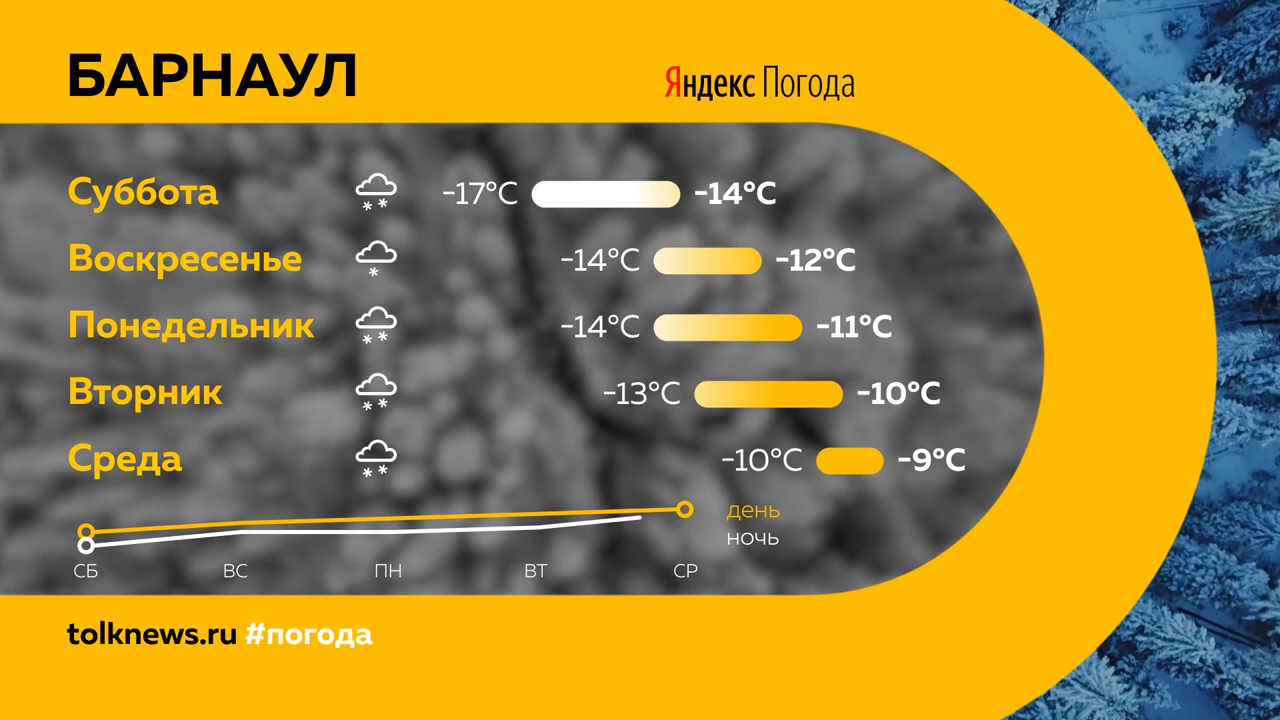 БАРНАУЛ
Яндекс Погода
Суббота -17°C -14°C
Воскресенье -14°C -12°C
Понедельник -14°C -11°C
Вторник -13°C -10°C
Среда -10°C -9°C
день
ночь
СБ ВС ПН ВТ СР
tolknews.ru #погода